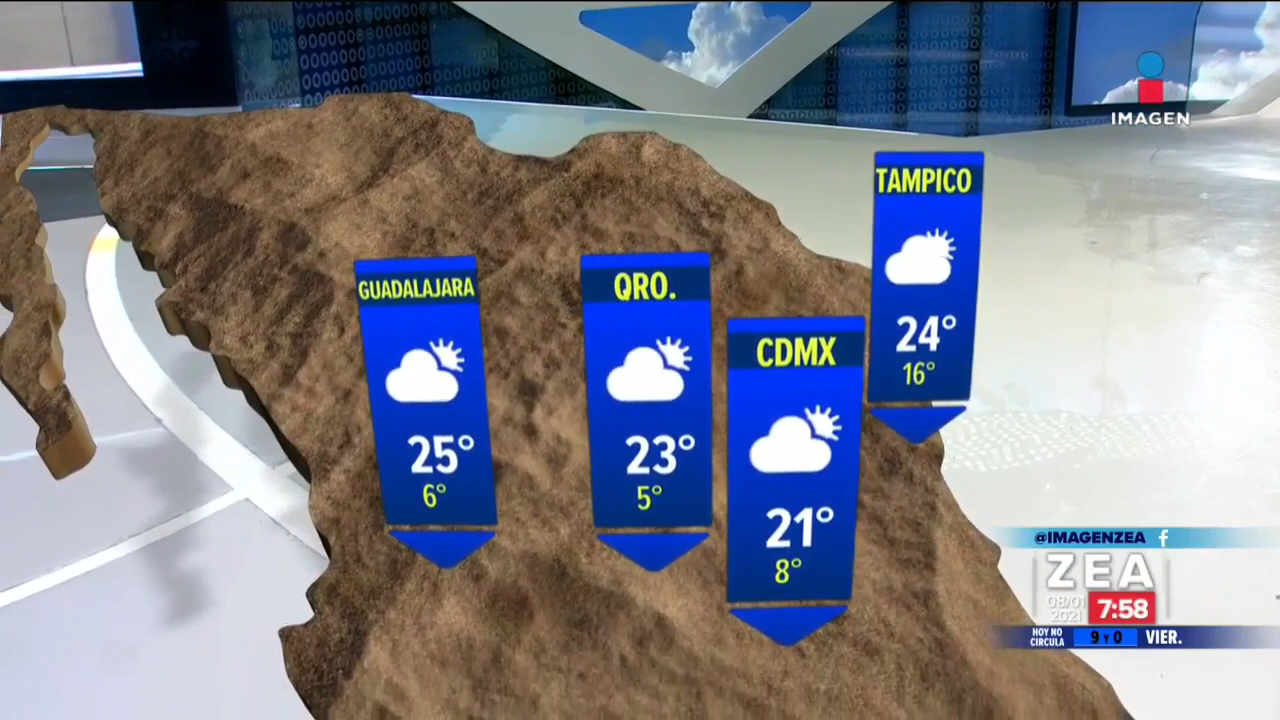 IMAGEN
TAMPICO
24°
16°
GUADALAJARA
25°
6°
QRO.
23°
5°
CDMX
21°
8°
@IMAGENZEA f
ZEA
08/01
2021
7:58
HOY NO
CIRCULA
9 Y 0
VIER.